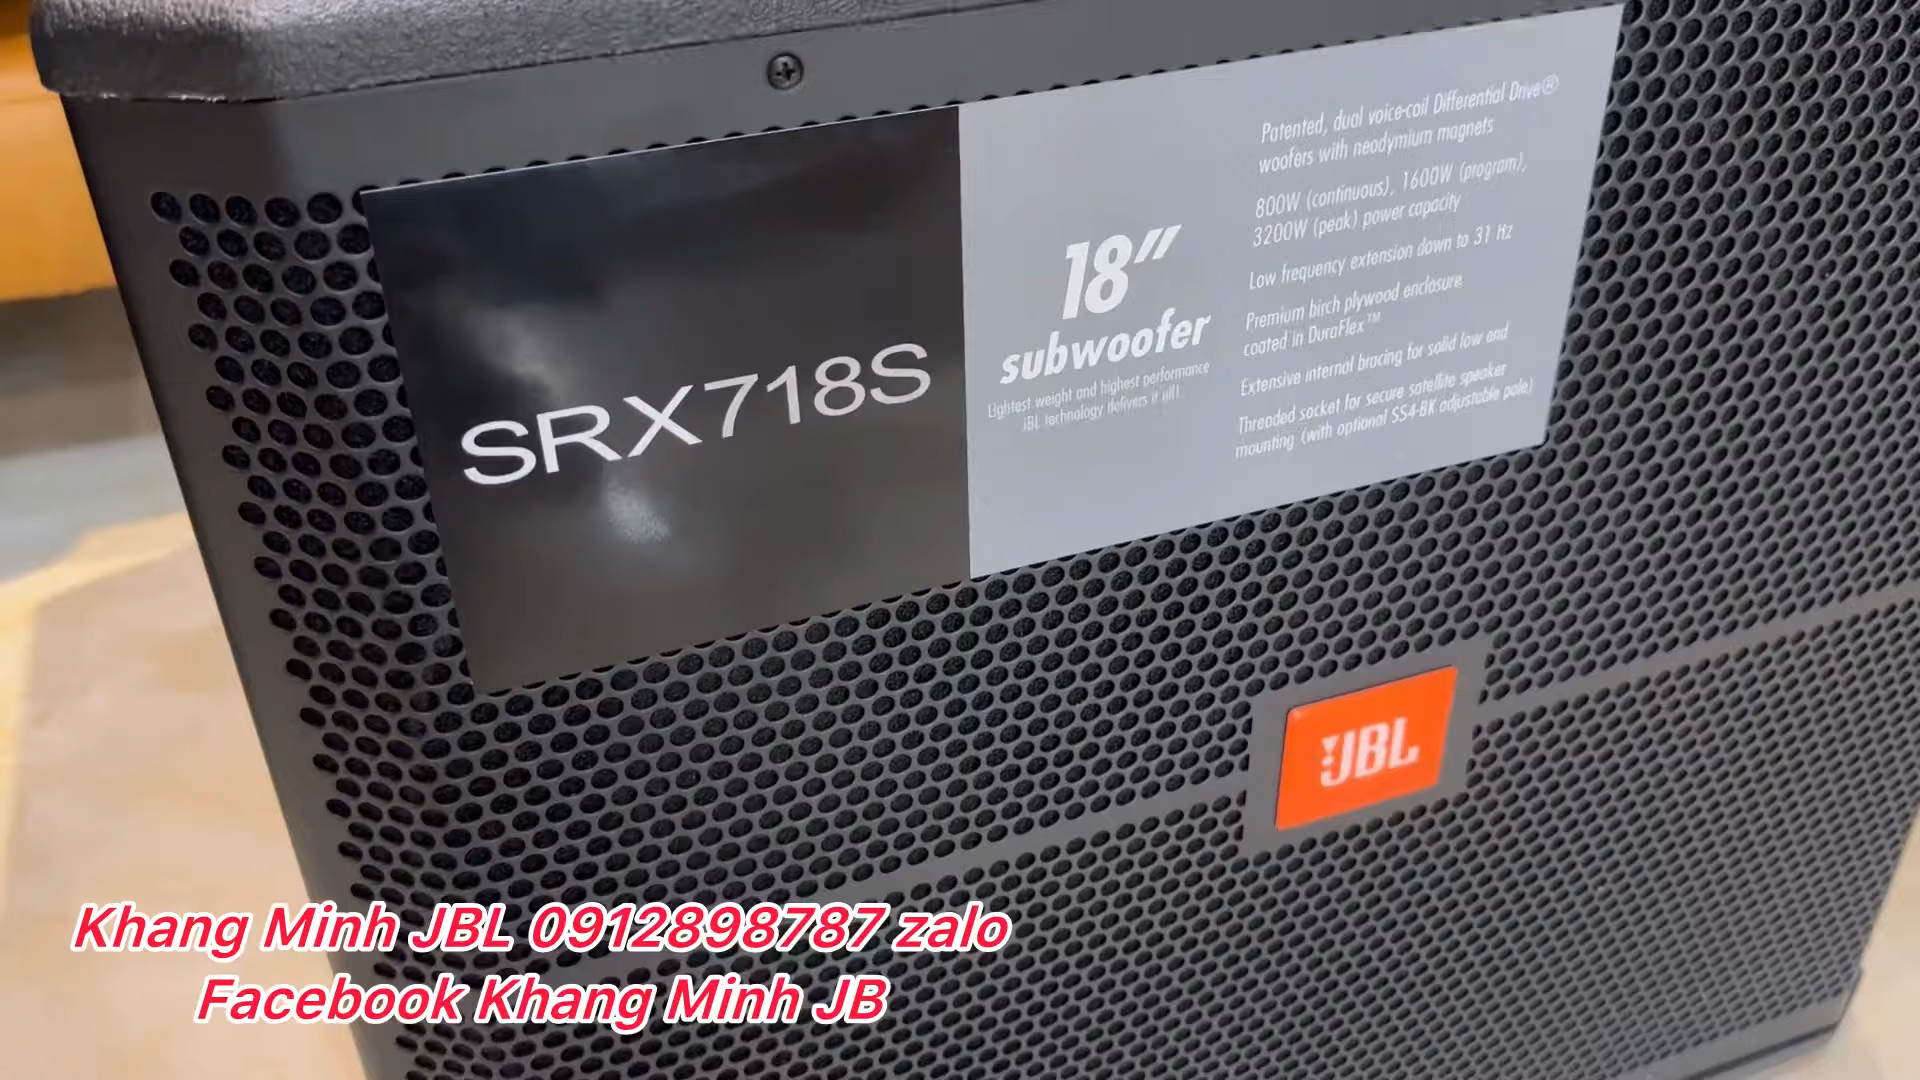 SRX718S
18"
subwoofer
Lightest weight and highest performance
JBL technology delivers it all!
Patented, dual voice-coil Differential Drive®
woofers with neodymium magnets
800W (continuous), 1600W (program),
3200W (peak) power capacity
Low frequency extension down to 31 Hz
Premium birch plywood enclosure
coated in DuraFlex™
Extensive internal bracing for solid low end
Threaded socket for secure satellite speaker
mounting (with optional SS4-BK adjustable pole)
JBL
Khang Minh JBL 0912898787 zalo
Facebook Khang Minh JB